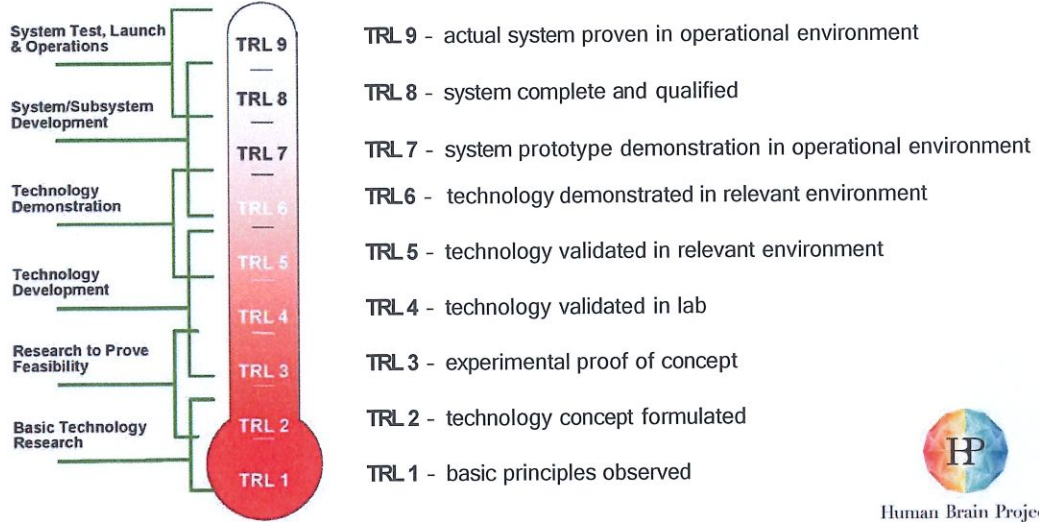 System Test, Launch
& Operations
System/Subsystem
Development
Technology
Demonstration
Technology
Development
Research to Prove
Feasibility
Basic Technology
Research
TRL 9
TRL 8
TRL 7
TRL 6
TRL 5
TRL 4
TRL 3
TRL 2
TRL 1
TRL 9 - actual system proven in operational environment
TRL 8 - system complete and qualified
TRL 7 - system prototype demonstration in operational environment
TRL 6 - technology demonstrated in relevant environment
TRL 5 - technology validated in relevant environment
TRL 4 - technology validated in lab
TRL 3 - experimental proof of concept
TRL 2 - technology concept formulated
TRL 1 - basic principles observed
HP
Human Brain Projec